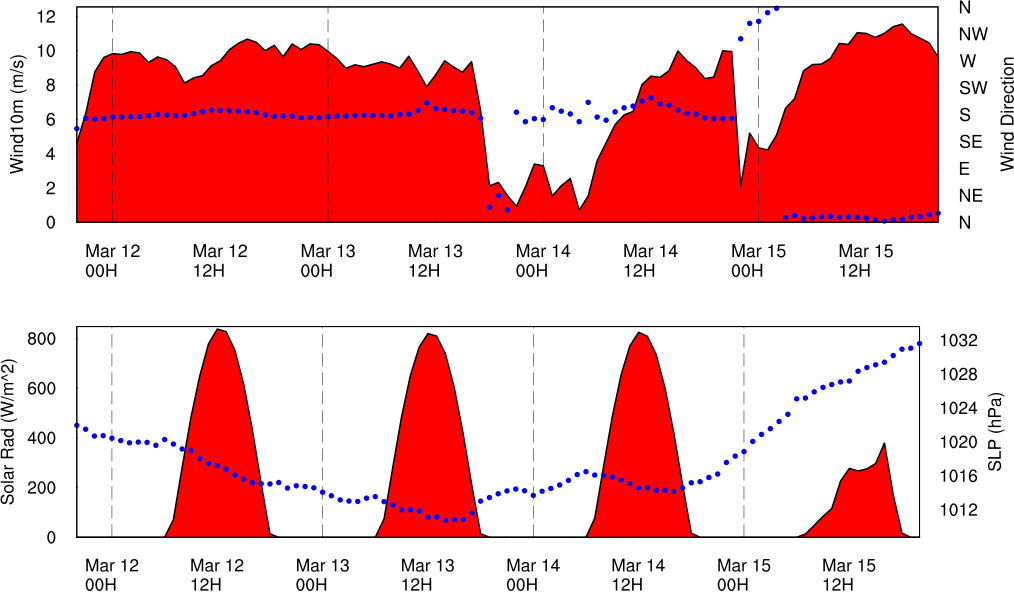 Wind10m (m/s)
12
10
8
6
4
2
0
N
NW
W
SW
S
SE
E
NE
N
Wind Direction
Mar 12 Mar 12 Mar 13 Mar 13 Mar 14 Mar 14 Mar 15 Mar 15
00H 12H 00H 12H 00H 12H 00H 12H
Solar Rad (W/m^2)
800
600
400
200
0
1032
1028
1024
1020
1016
1012
SLP (hPa)
Mar 12 Mar 12 Mar 13 Mar 13 Mar 14 Mar 14 Mar 15 Mar 15
00H 12H 00H 12H 00H 12H 00H 12H